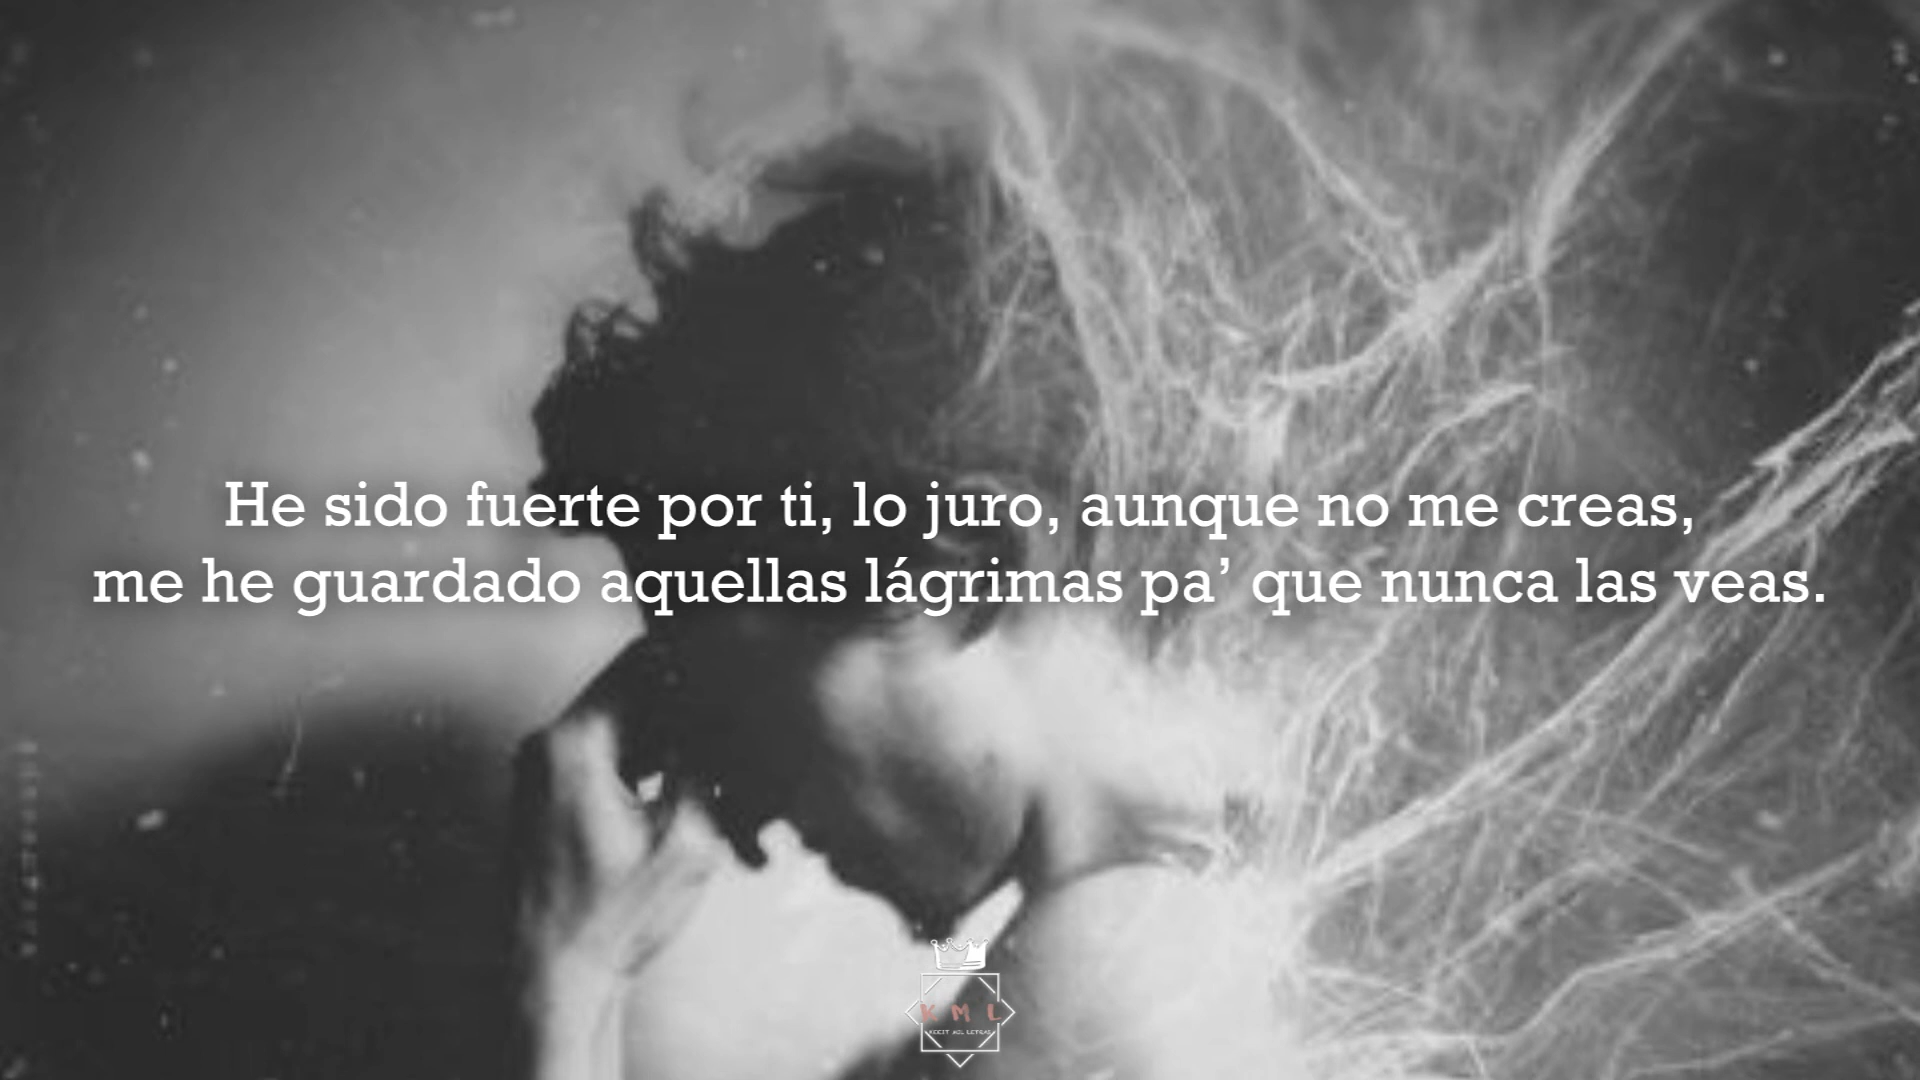 He sido fuerte por ti, lo juro, aunque no me creas,
me he guardado aquellas lágrimas pa’ que nunca las veas.
K M L